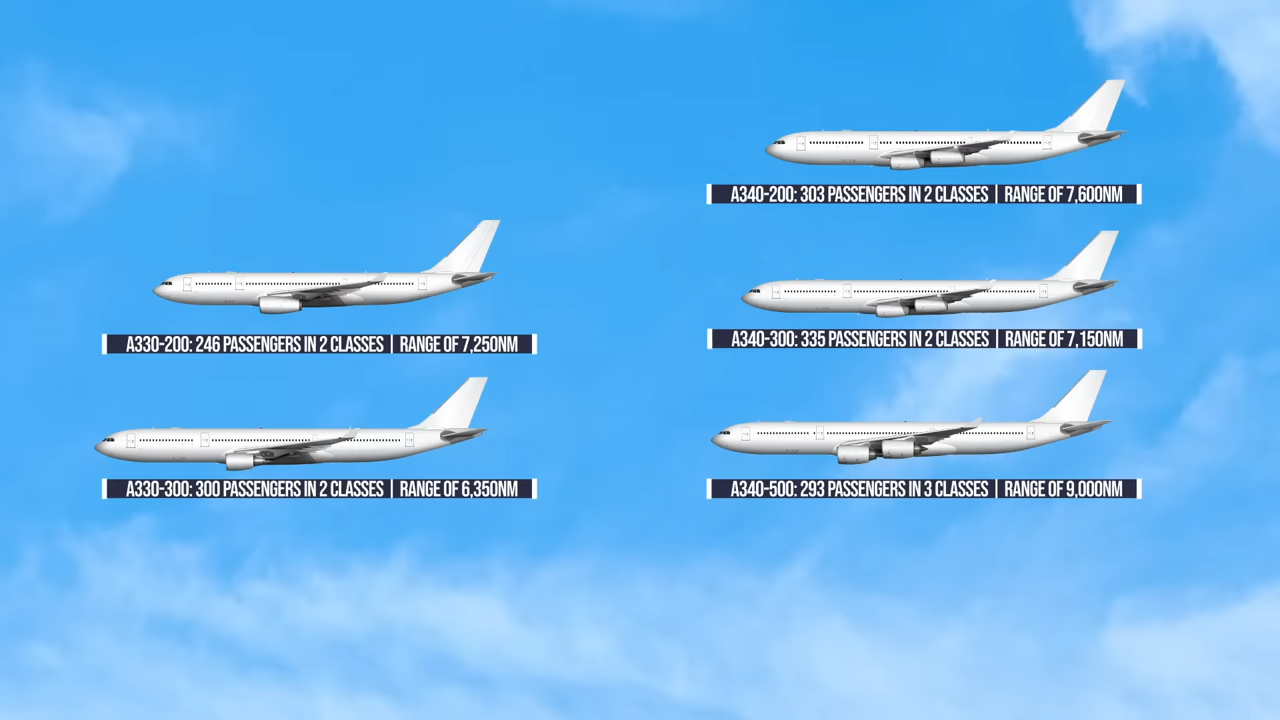 A340-200: 303 PASSENGERS IN 2 CLASSES | RANGE OF 7,600NM
A330-200: 246 PASSENGERS IN 2 CLASSES | RANGE OF 7,250NM
A340-300: 335 PASSENGERS IN 2 CLASSES | RANGE OF 7,150NM
A330-300: 300 PASSENGERS IN 2 CLASSES | RANGE OF 6,350NM
A340-500: 293 PASSENGERS IN 3 CLASSES | RANGE OF 9,000NM